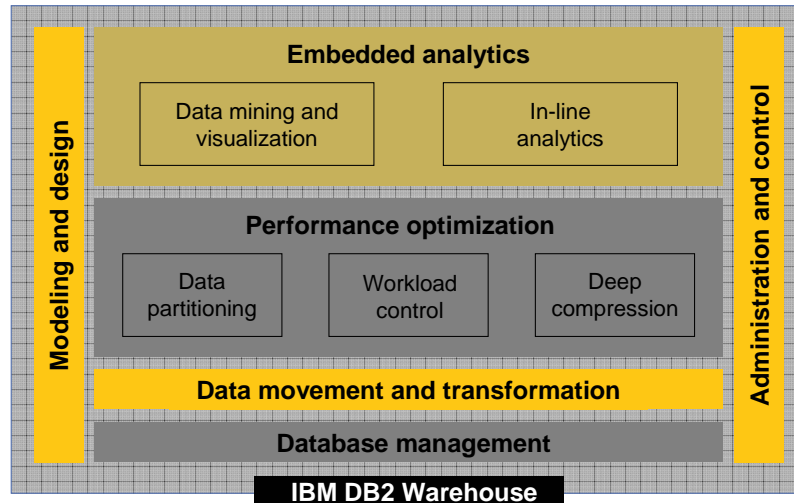 Modeling and design
Embedded analytics
Data mining and
visualization
In-line
analytics
Performance optimization
Data
partitioning
Workload
control
Deep
compression
Data movement and transformation
Database management
Administration and control
IBM DB2 Warehouse